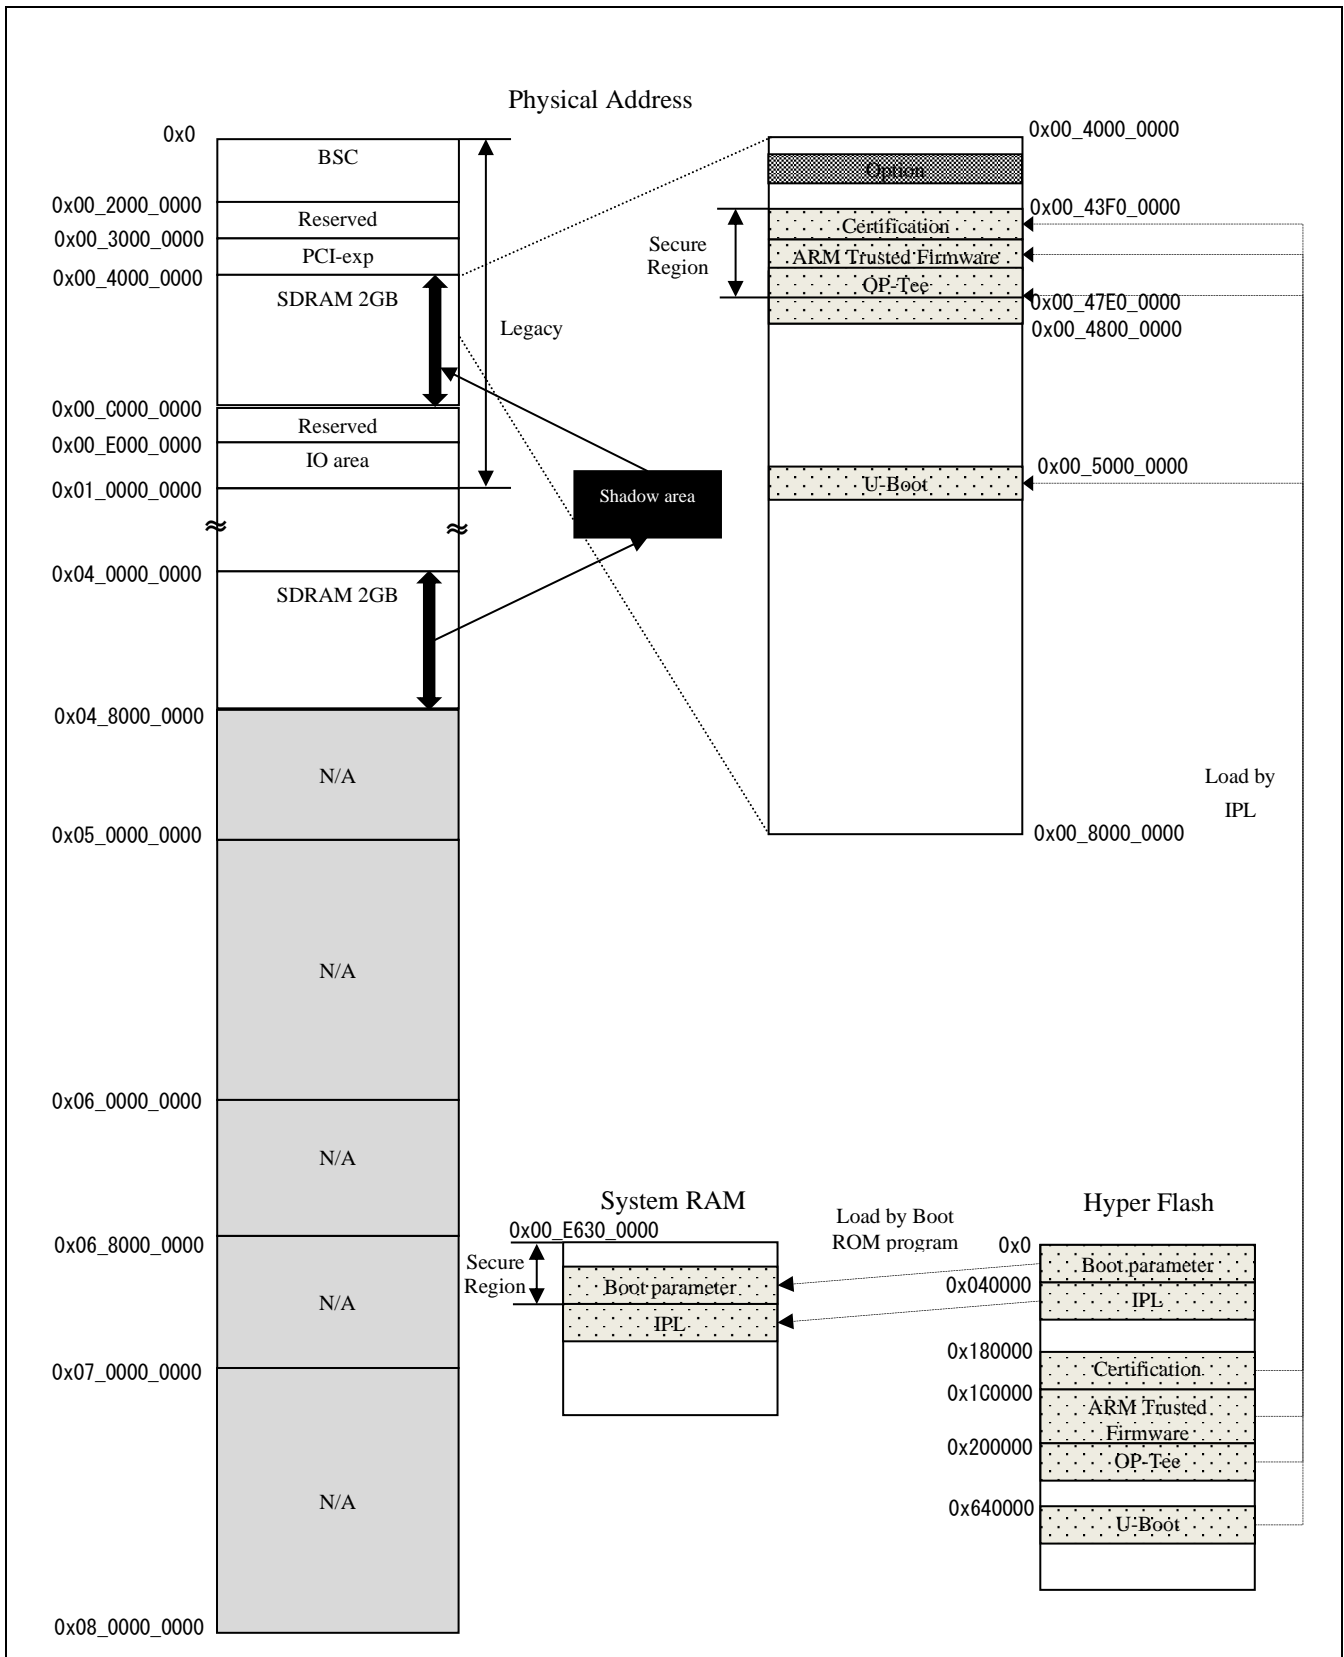 Physical Address
0x0
BSC
0x00_2000_0000
Reserved
0x00_3000_0000
PCI-exp
0x00_4000_0000
SDRAM 2GB
Legacy
0x00_C000_0000
Reserved
0x00_E000_0000
IO area
0x01_0000_0000
0x04_0000_0000
SDRAM 2GB
0x04_8000_0000
N/A
0x05_0000_0000
N/A
0x06_0000_0000
N/A
0x06_8000_0000
N/A
0x07_0000_0000
N/A
0x08_0000_0000
Shadow area
0x00_4000_0000
Option
0x00_43F0_0000
Secure
Region
Certification
ARM Trusted Firmware
OP-Tee
0x00_47E0_0000
0x00_4800_0000
0x00_5000_0000
U-Boot
0x00_8000_0000
Load by
IPL
System RAM
0x00_E630_0000
Secure
Region
Boot parameter
IPL
Load by Boot
ROM program
Hyper Flash
0x0
Boot parameter
0x040000
IPL
0x180000
Certification
0x1C0000
ARM Trusted
Firmware
0x200000
OP-Tee
0x640000
U-Boot